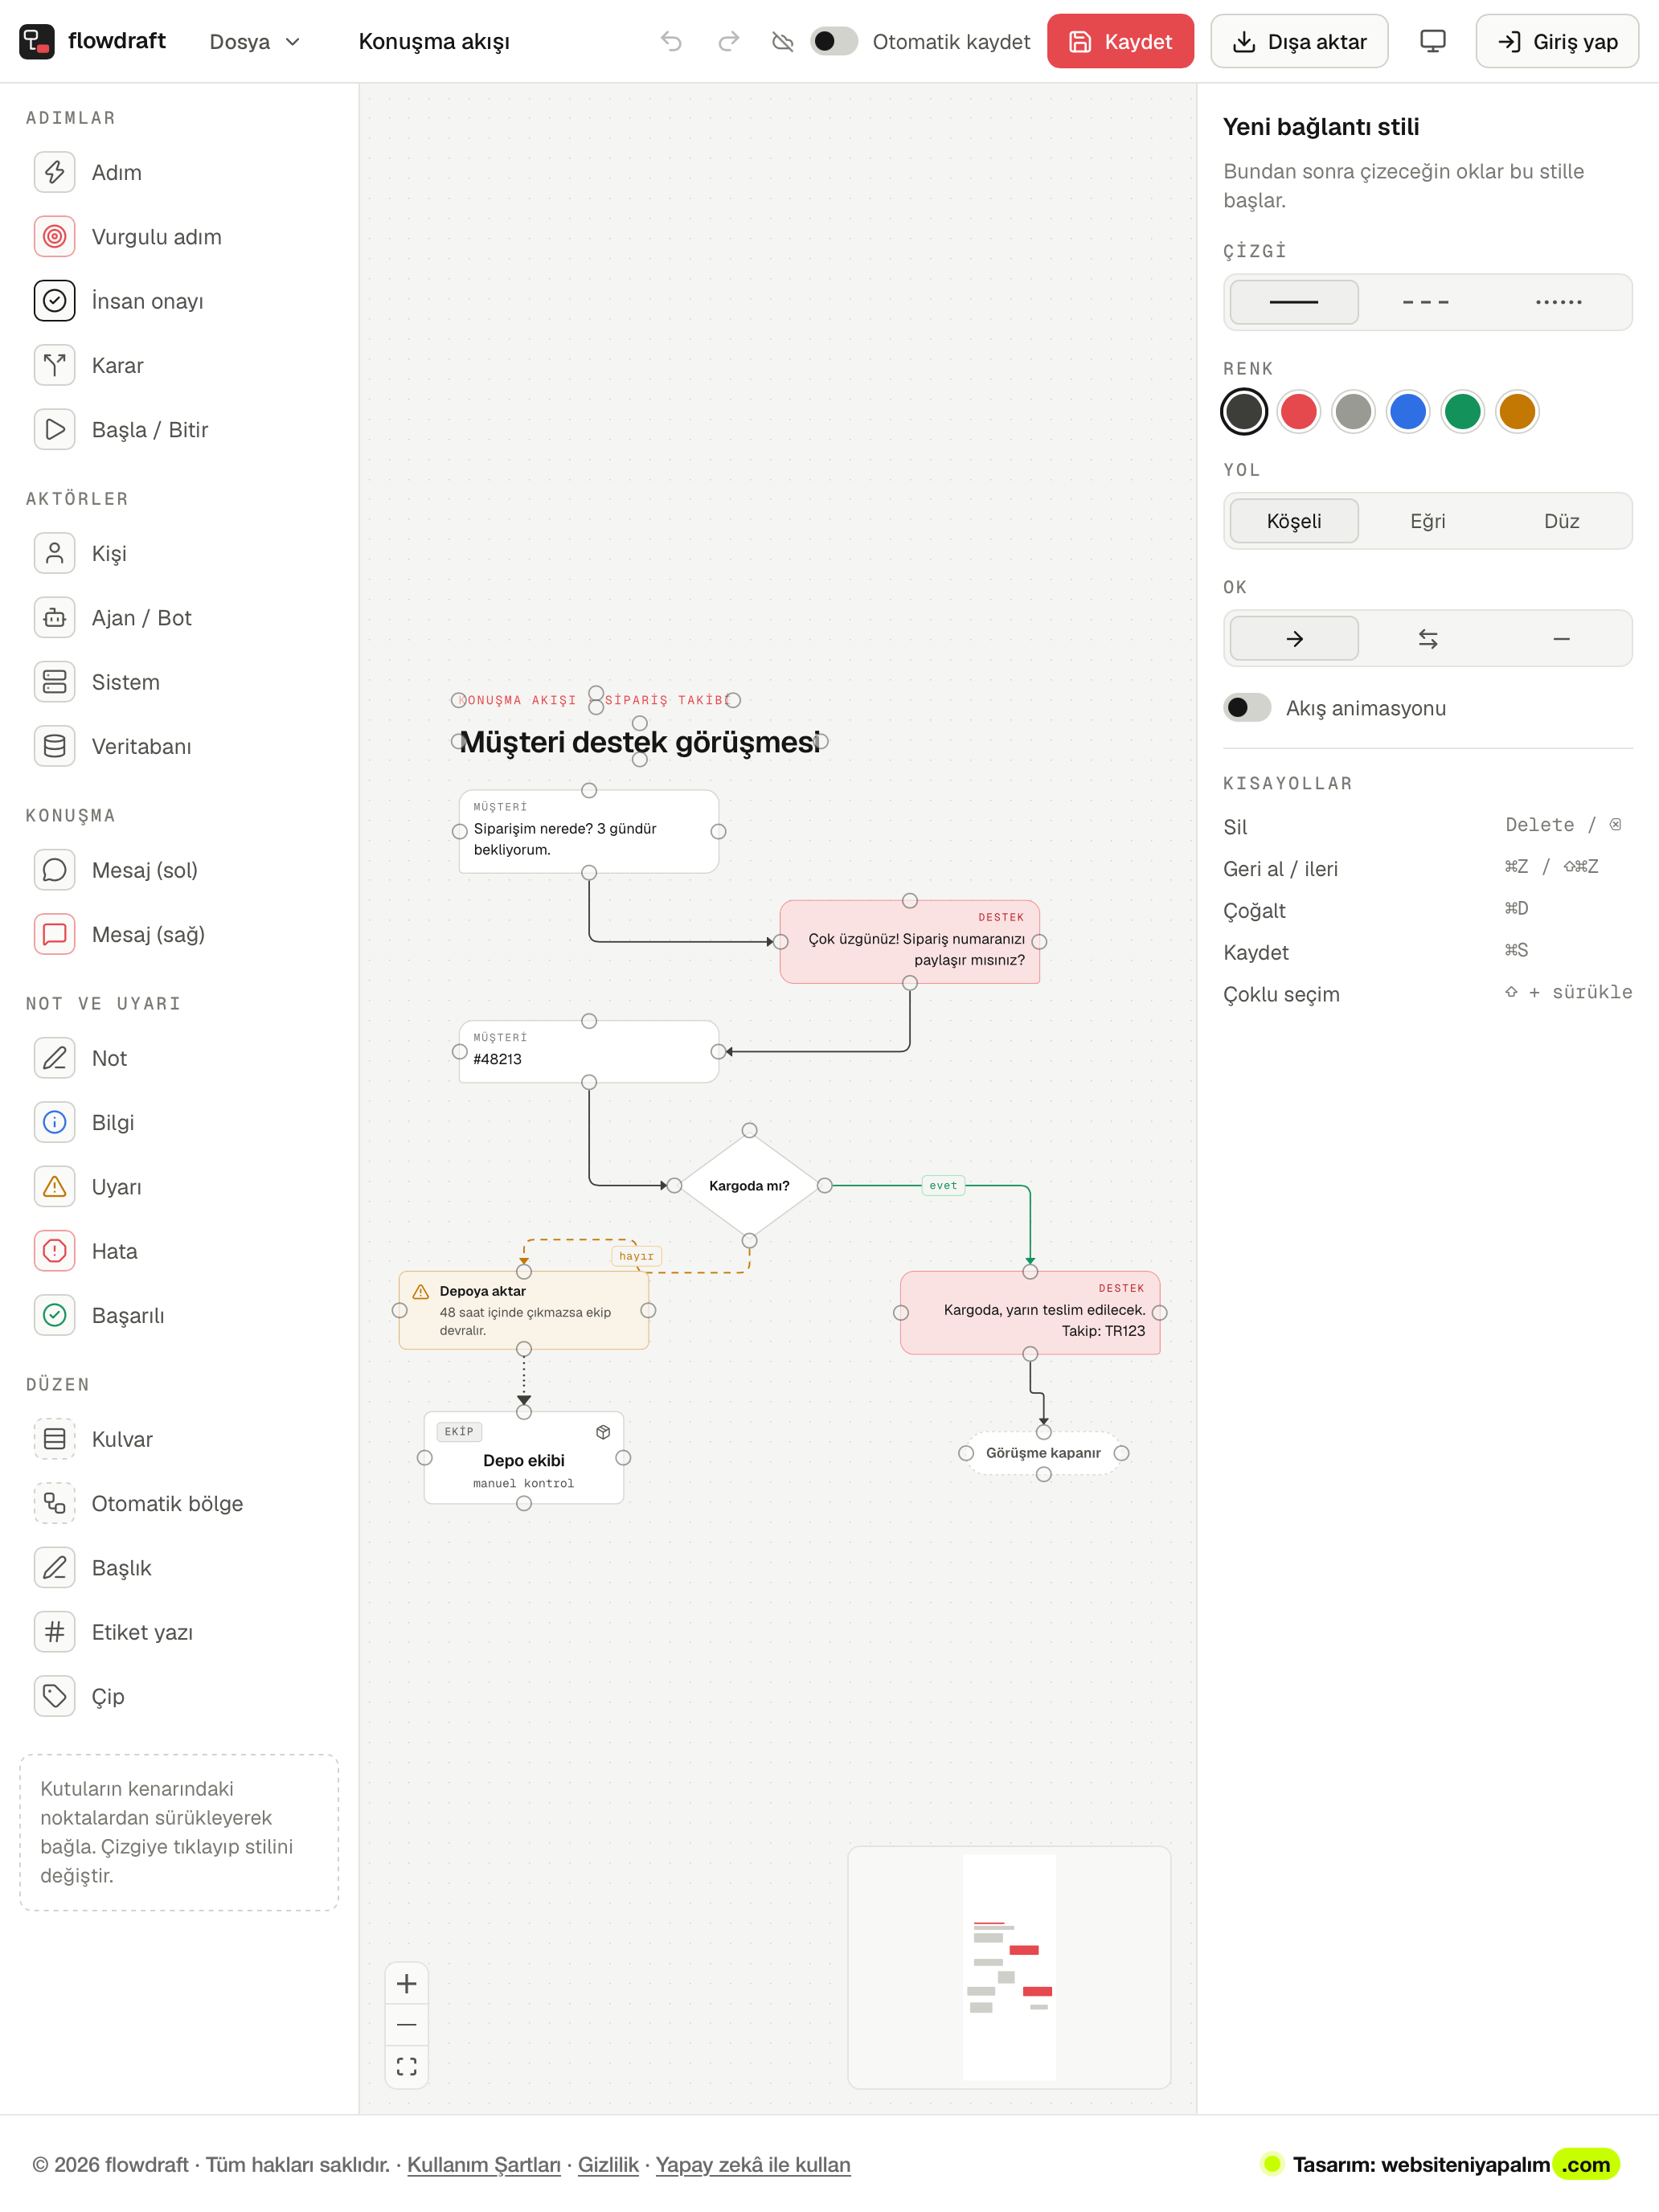 flowdraft
Dosya
Konuşma akışı
Otomatik kaydet
Kaydet
Dışa aktar
Giriş yap
ADIMLAR
Adım
Vurgulu adım
İnsan onayı
Karar
Başla / Bitir
AKTÖRLER
Kişi
Ajan / Bot
Sistem
Veritabanı
KONUŞMA
Mesaj (sol)
Mesaj (sağ)
NOT VE UYARI
Not
Bilgi
Uyarı
Hata
Başarılı
DÜZEN
Kulvar
Otomatik bölge
Başlık
Etiket yazı
Çip
Kutuların kenarındaki
noktalardan sürükleyerek
bağla. Çizgiye tıklayıp stilini
değiştir.
KONUŞMA AKIŞI SİPARİŞ TAKİBİ
Müşteri destek görüşmesi
MÜŞTERİ
Siparişim nerede? 3 gündür
bekliyorum.
DESTEK
Çok üzgünüz! Sipariş numaranızı
paylaşır mısınız?
MÜŞTERİ
#48213
Kargoda mı?
evet
hayır
Depoya aktar
48 saat içinde çıkmazsa ekip
devralır.
DESTEK
Kargoda, yarın teslim edilecek.
Takip: TR123
EKİP
Depo ekibi
manuel kontrol
Görüşme kapanır
Yeni bağlantı stili
Bundan sonra çizeceğin oklar bu stille
başlar.
ÇİZGİ
RENK
YOL
Köşeli
Eğri
Düz
OK
Akış animasyonu
KISAYOLLAR
Sil Delete / ⌫
Geri al / ileri ⌘Z / ⇧⌘Z
Çoğalt ⌘D
Kaydet ⌘S
Çoklu seçim ⇧ + sürükle
© 2026 flowdraft · Tüm hakları saklıdır. · Kullanım Şartları · Gizlilik · Yapay zekâ ile kullan
Tasarım: websiteniyapalım.com